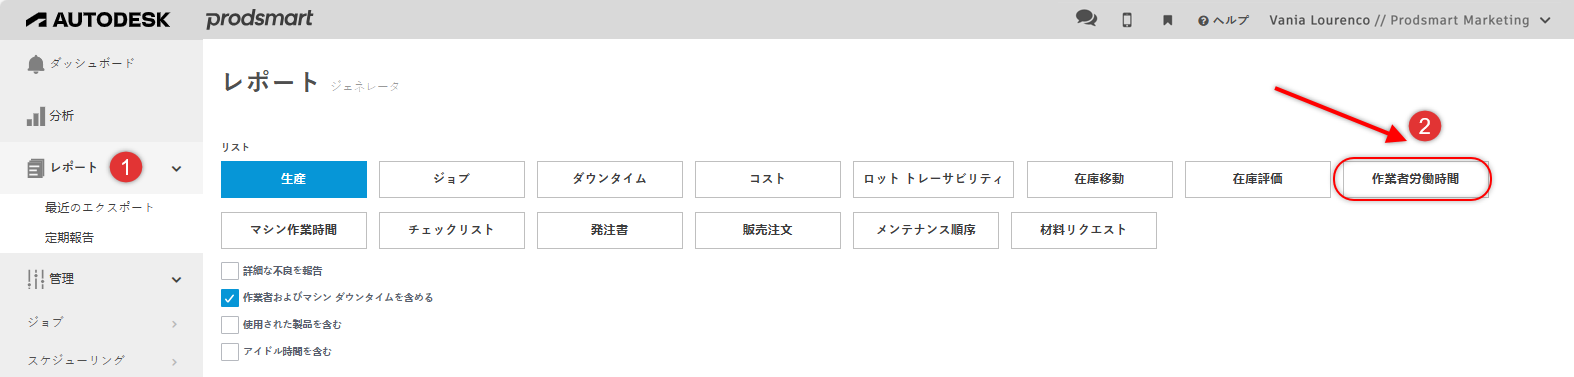 AUTODESK prodsmart ヘルプ Vania Lourenco // Prodsmart Marketing
ダッシュボード
分析
レポート 1
最近のエクスポート
定期報告
管理
ジョブ
スケジューリング
レポート ジェネレータ
2
リスト
生産 ジョブ ダウンタイム コスト ロット トレーサビリティ 在庫移動 在庫評価 作業者労働時間
マシン作業時間 チェックリスト 発注書 販売注文 メンテナンス順序 材料リクエスト
詳細な不良を報告
作業者およびマシン ダウンタイムを含める
使用された製品を含む
アイドル時間を含む